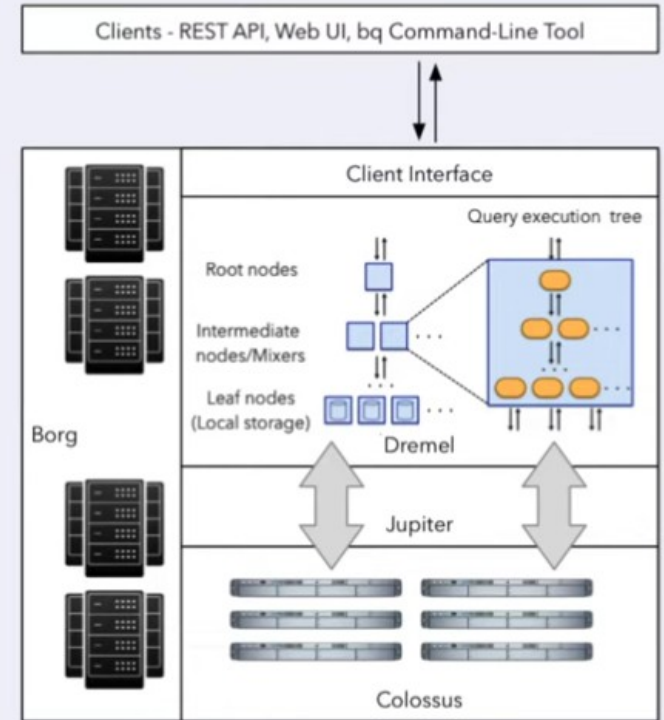 Clients - REST API, Web UI, bq Command-Line Tool
Client Interface
Query execution tree
Root nodes
Intermediate
nodes/Mixers
Leaf nodes
(Local storage)
Dremel
Borg
Jupiter
Colossus